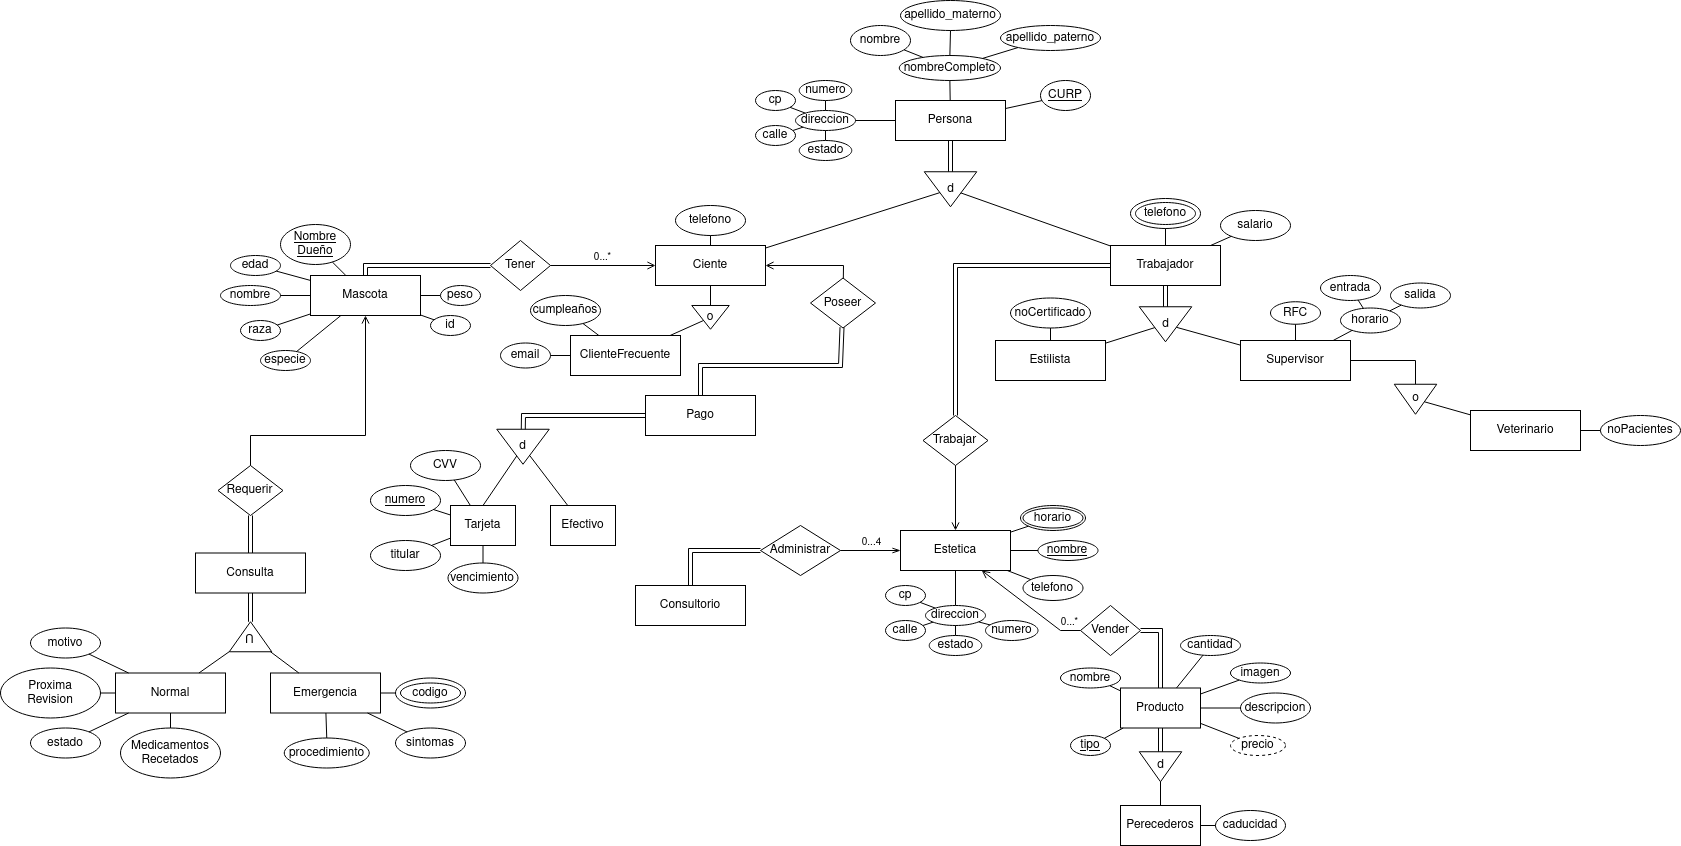 apellido_materno
nombre
apellido_paterno
nombreCompleto
numero
cp
CURP
direccion
Persona
calle
estado
d
telefono
telefono
salario
Nombre
Dueño
edad
Tener
0...*
Ciente
Trabajador
nombre
Mascota
peso
entrada
salida
cumpleaños
Poseer
noCertificado
RFC
horario
raza
id
o
d
especie
email
ClienteFrecuente
Estilista
Supervisor
o
Pago
Veterinario
noPacientes
d
Trabajar
CVV
Requerir
numero
horario
Tarjeta
Efectivo
0...4
Administrar
Estetica
nombre
titular
Consulta
vencimiento
telefono
cp
Consultorio
direccion
calle
numero
0...*
Vender
estado
motivo
∩
cantidad
nombre
imagen
Proxima
Revision
Normal
Emergencia
codigo
Producto
descripcion
estado
Medicamentos
Recetados
procedimiento
sintomas
tipo
precio
d
Perecederos
caducidad